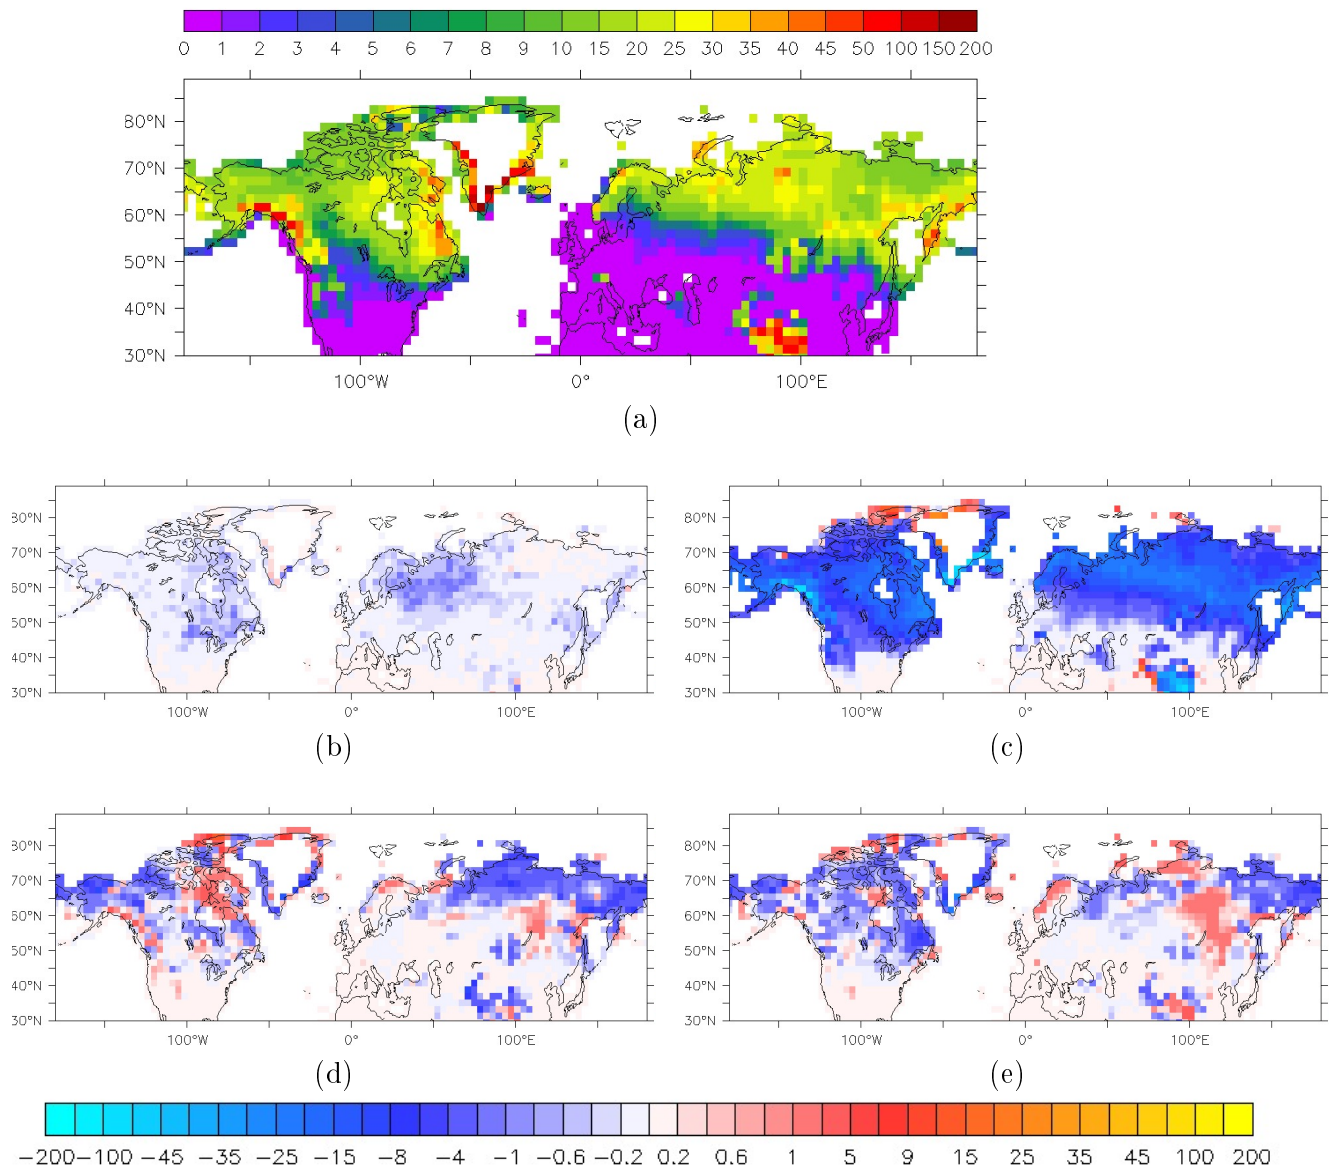 0 1 2 3 4 5 6 7 8 9 10 15 20 25 30 35 40 45 50 100 150 200
80°N
70°N
60°N
50°N
40°N
30°N
100°W 0° 100°E
(a)
80°N 80°N
70°N 70°N
60°N 60°N
50°N 50°N
40°N 40°N
30°N 30°N
100°W 0° 100°E 100°W 0° 100°E
(b) (c)
80°N 80°N
70°N 70°N
60°N 60°N
50°N 50°N
40°N 40°N
30°N 30°N
100°W 0° 100°E 100°W 0° 100°E
(d) (e)
−200 −100 −45 −35 −25 −15 −8 −4 −1 −0.6 −0.2 0.2 0.6 1 5 9 15 25 35 45 100 200